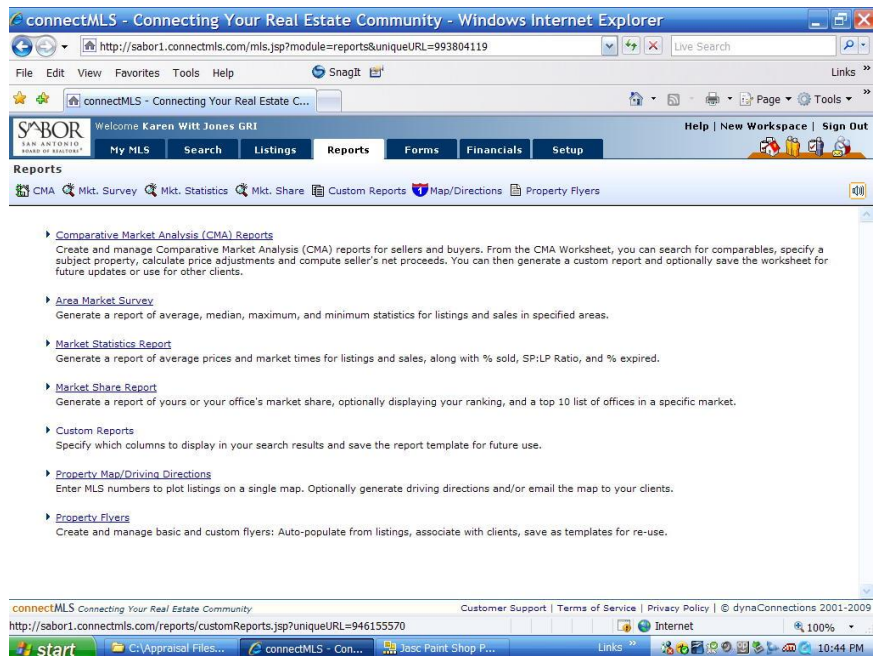 connectMLS - Connecting Your Real Estate Community - Windows Internet Explorer
http://sabor1.connectmls.com/mls.jsp?module=reports&uniqueURL=993804119
Live Search
File Edit View Favorites Tools Help
SnagIt
Links »
connectMLS - Connecting Your Real Estate C...
Page
Tools
»
SABOR
SAN ANTONIO
BOARD OF REALTORS®
Welcome Karen Witt Jones GRI
Help | New Workspace | Sign Out
My MLS Search Listings Reports Forms Financials Setup
Reports
CMA Mkt. Survey Mkt. Statistics Mkt. Share Custom Reports Map/Directions Property Flyers
Comparative Market Analysis (CMA) Reports
Create and manage Comparative Market Analysis (CMA) reports for sellers and buyers. From the CMA Worksheet, you can search for comparables, specify a
subject property, calculate price adjustments and compute seller's net proceeds. You can then generate a custom report and optionally save the worksheet for
future updates or use for other clients.
Area Market Survey
Generate a report of average, median, maximum, and minimum statistics for listings and sales in specified areas.
Market Statistics Report
Generate a report of average prices and market times for listings and sales, along with % sold, SP:LP Ratio, and % expired.
Market Share Report
Generate a report of yours or your office's market share, optionally displaying your ranking, and a top 10 list of offices in a specific market.
Custom Reports
Specify which columns to display in your search results and save the report template for future use.
Property Map/Driving Directions
Enter MLS numbers to plot listings on a single map. Optionally generate driving directions and/or email the map to your clients.
Property Flyers
Create and manage basic and custom flyers: Auto-populate from listings, associate with clients, save as templates for re-use.
connectMLS Connecting Your Real Estate Community
Customer Support | Terms of Service | Privacy Policy | © dynaConnections 2001-2009
http://sabor1.connectmls.com/reports/customReports.jsp?uniqueURL=946155570
Internet
100%
start
C:\Appraisal Files...
connectMLS - Con...
Jasc Paint Shop P...
Links »
10:44 PM